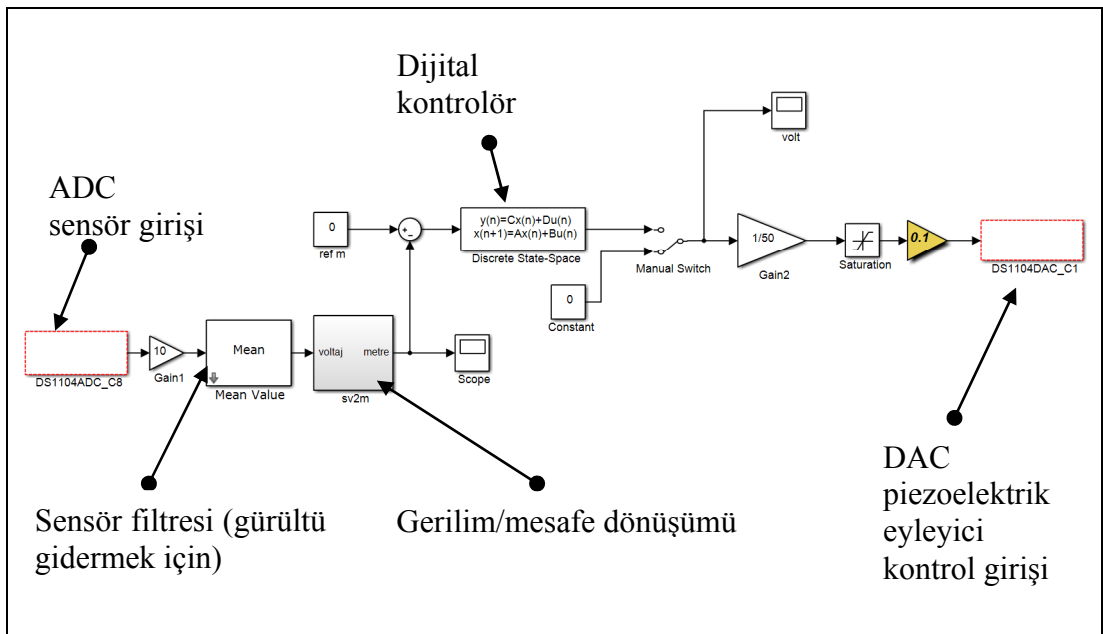 Dijital
kontrolör
volt
ADC
sensör girişi
0
ref m
+
-
y(n)=Cx(n)+Du(n)
x(n+1)=Ax(n)+Bu(n)
Discrete State-Space
Manual Switch
1/50
Gain2
Saturation
0.1
DS1104DAC_C1
0
Constant
DS1104ADC_C8
10
Gain1
Mean
Mean Value
voltaj
metre
sv2m
Scope
Sensör filtresi (gürültü
gidermek için)
Gerilim/mesafe dönüşümü
DAC
piezoelektrik
eyleyici
kontrol girişi